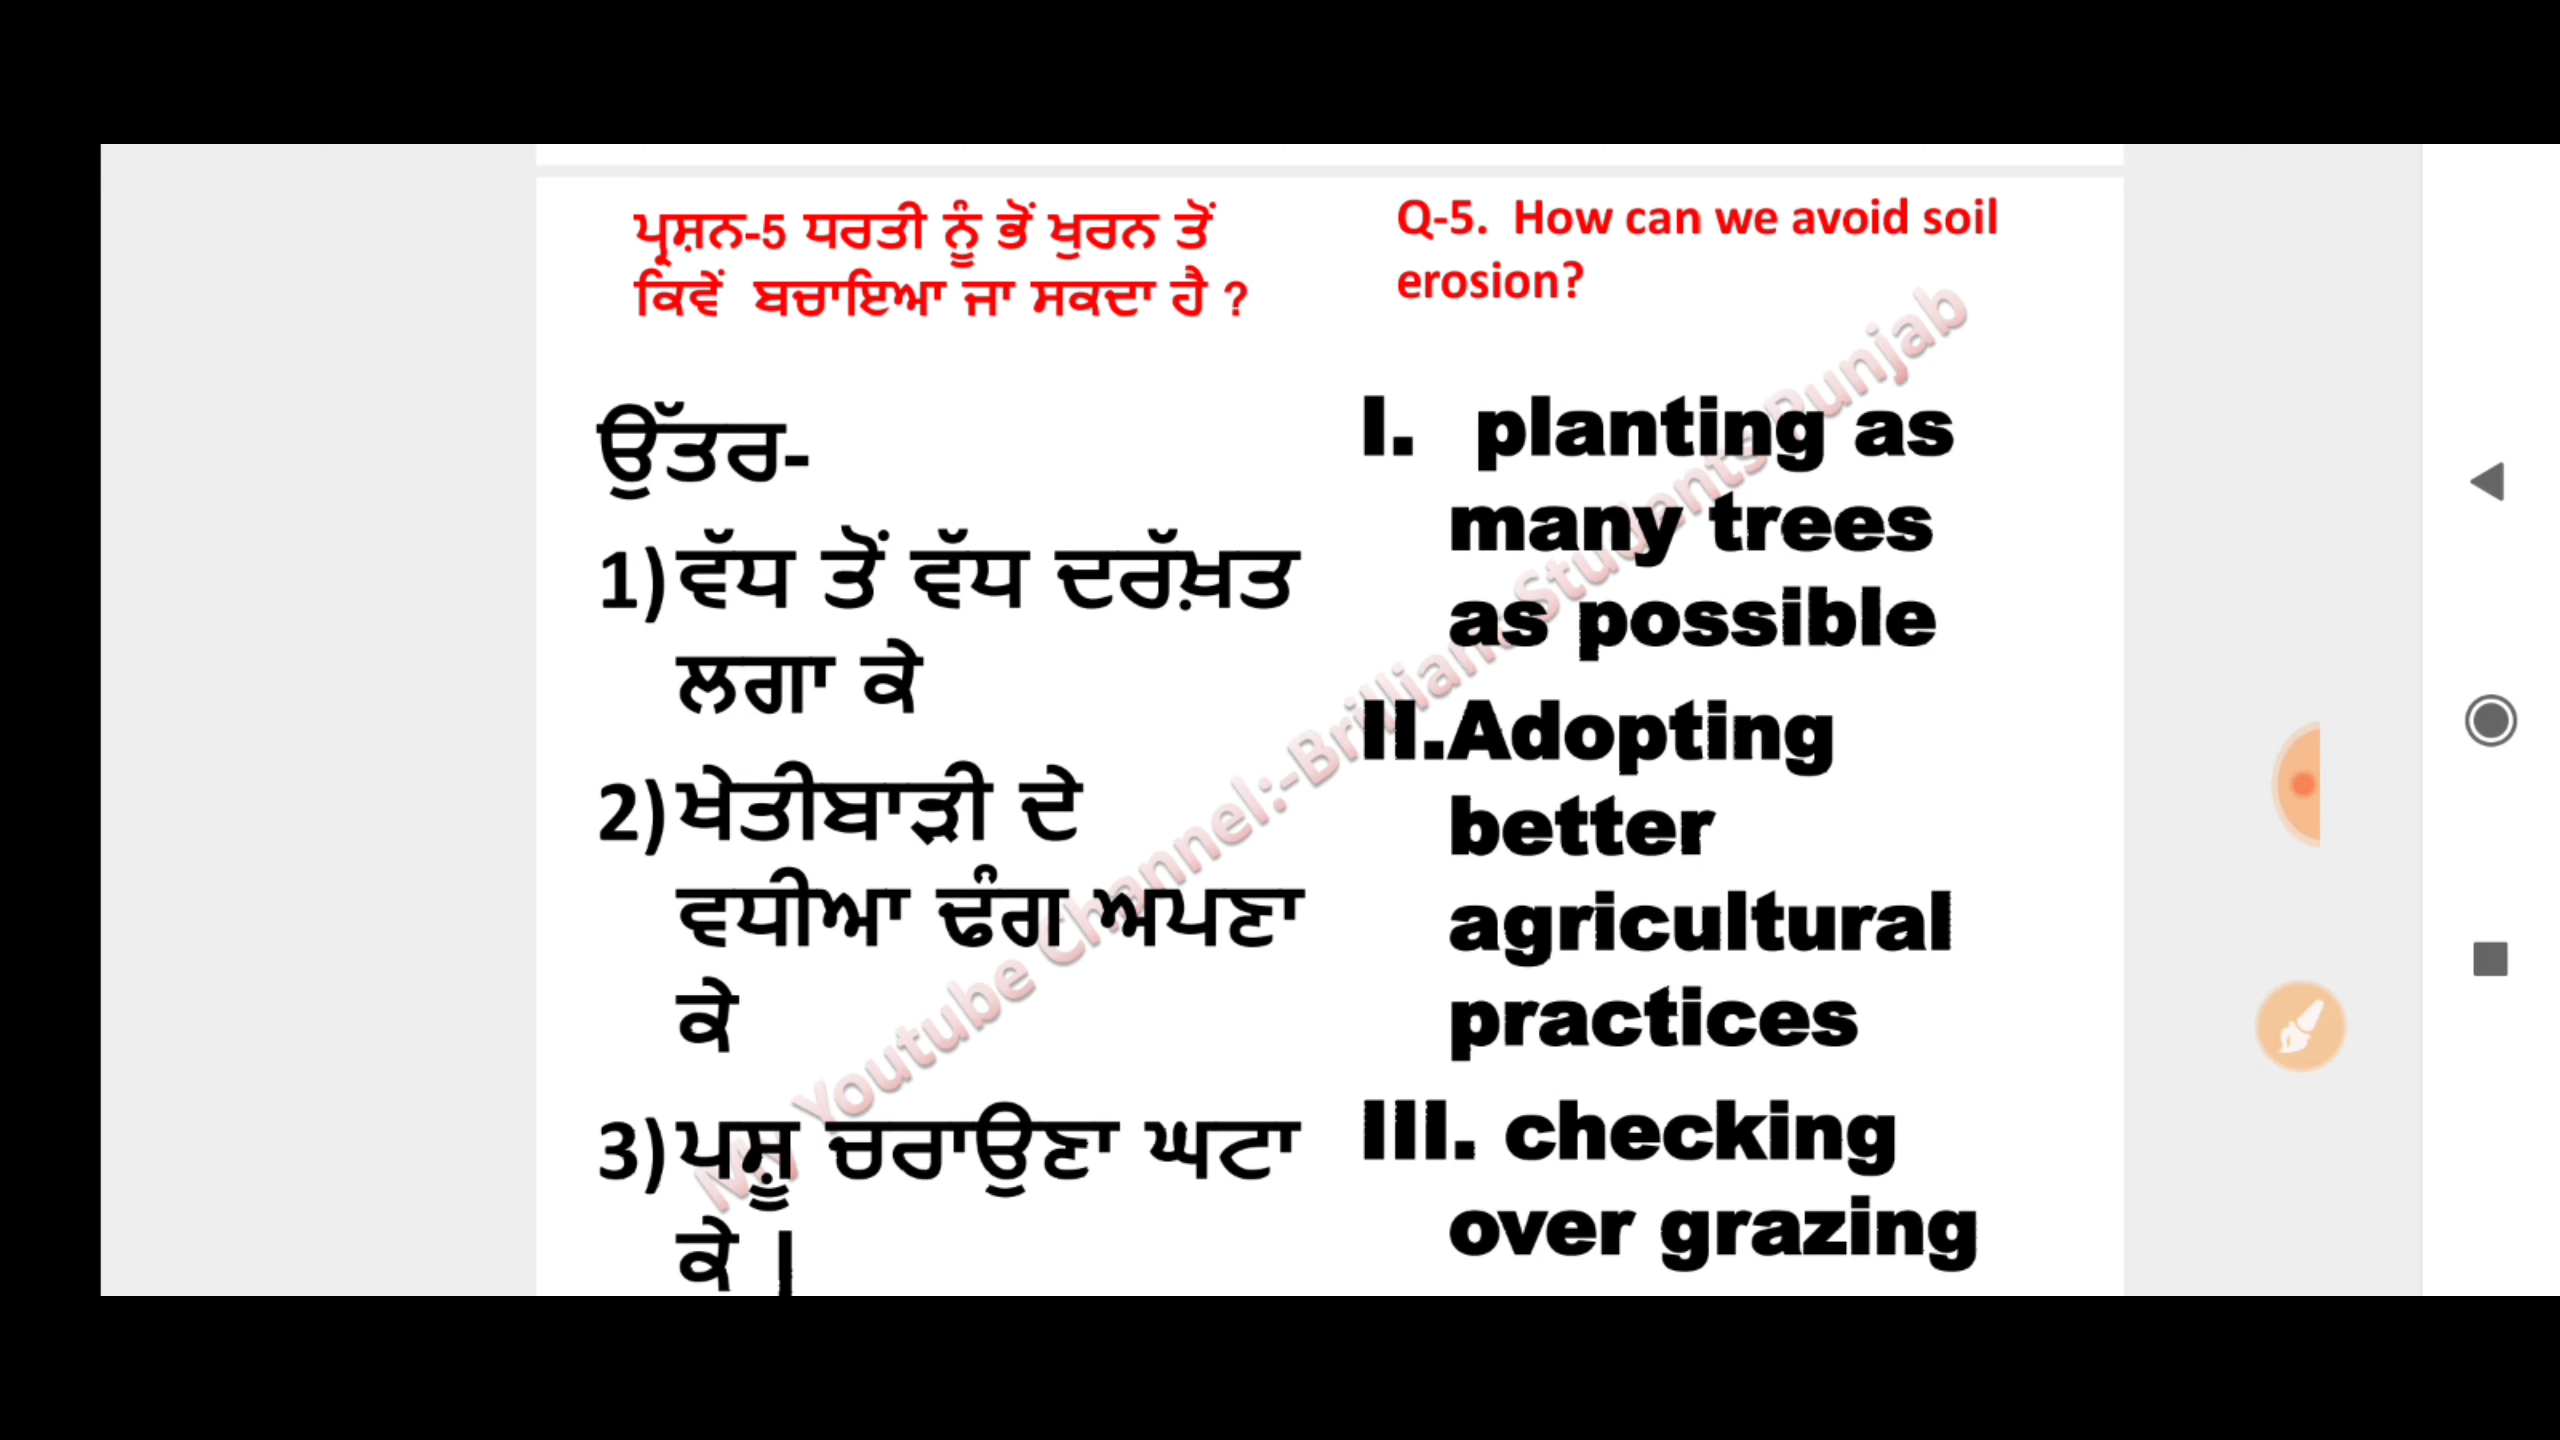 ਪ੍ਰਸ਼ਨ-5 ਧਰਤੀ ਨੂੰ ਭੋਂ ਖੁਰਨ ਤੋਂ
ਕਿਵੇਂ ਬਚਾਇਆ ਜਾ ਸਕਦਾ ਹੈ ?
ਉੱਤਰ-
1) ਵੱਧ ਤੋਂ ਵੱਧ ਦਰੱਖ਼ਤ
ਲਗਾ ਕੇ
2) ਖੇਤੀਬਾੜੀ ਦੇ
ਵਧੀਆ ਢੰਗ ਅਪਣਾ
ਕੇ
3) ਪਸ਼ੂ ਚਰਾਉਣਾ ਘਟਾ
ਕੇ |
Q-5. How can we avoid soil
erosion?
I. planting as
many trees
as possible
II. Adopting
better
agricultural
practices
III. checking
over grazing
My Youtube Channel:-Brilliant Students Punjab